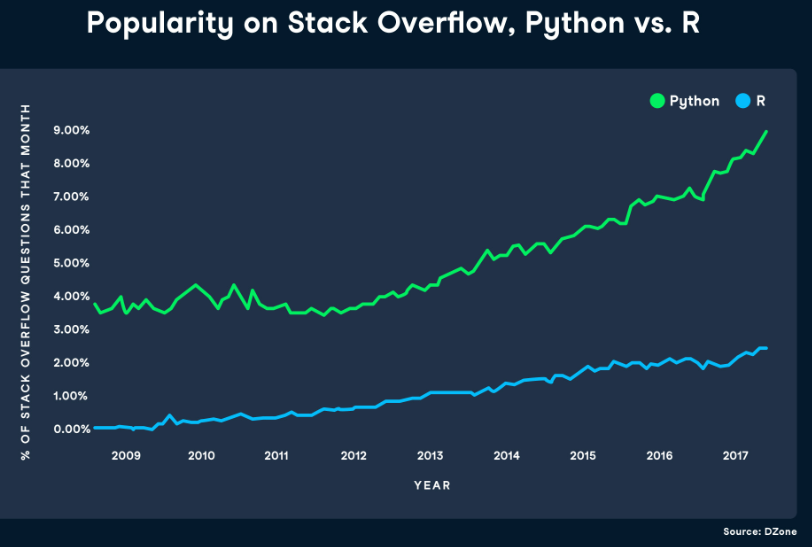 Popularity on Stack Overflow, Python vs. R
Python R
% OF STACK OVERFLOW QUESTIONS THAT MONTH
9.00%
8.00%
7.00%
6.00%
5.00%
4.00%
3.00%
2.00%
1.00%
0.00%
2009 2010 2011 2012 2013 2014 2015 2016 2017
YEAR
Source: DZone